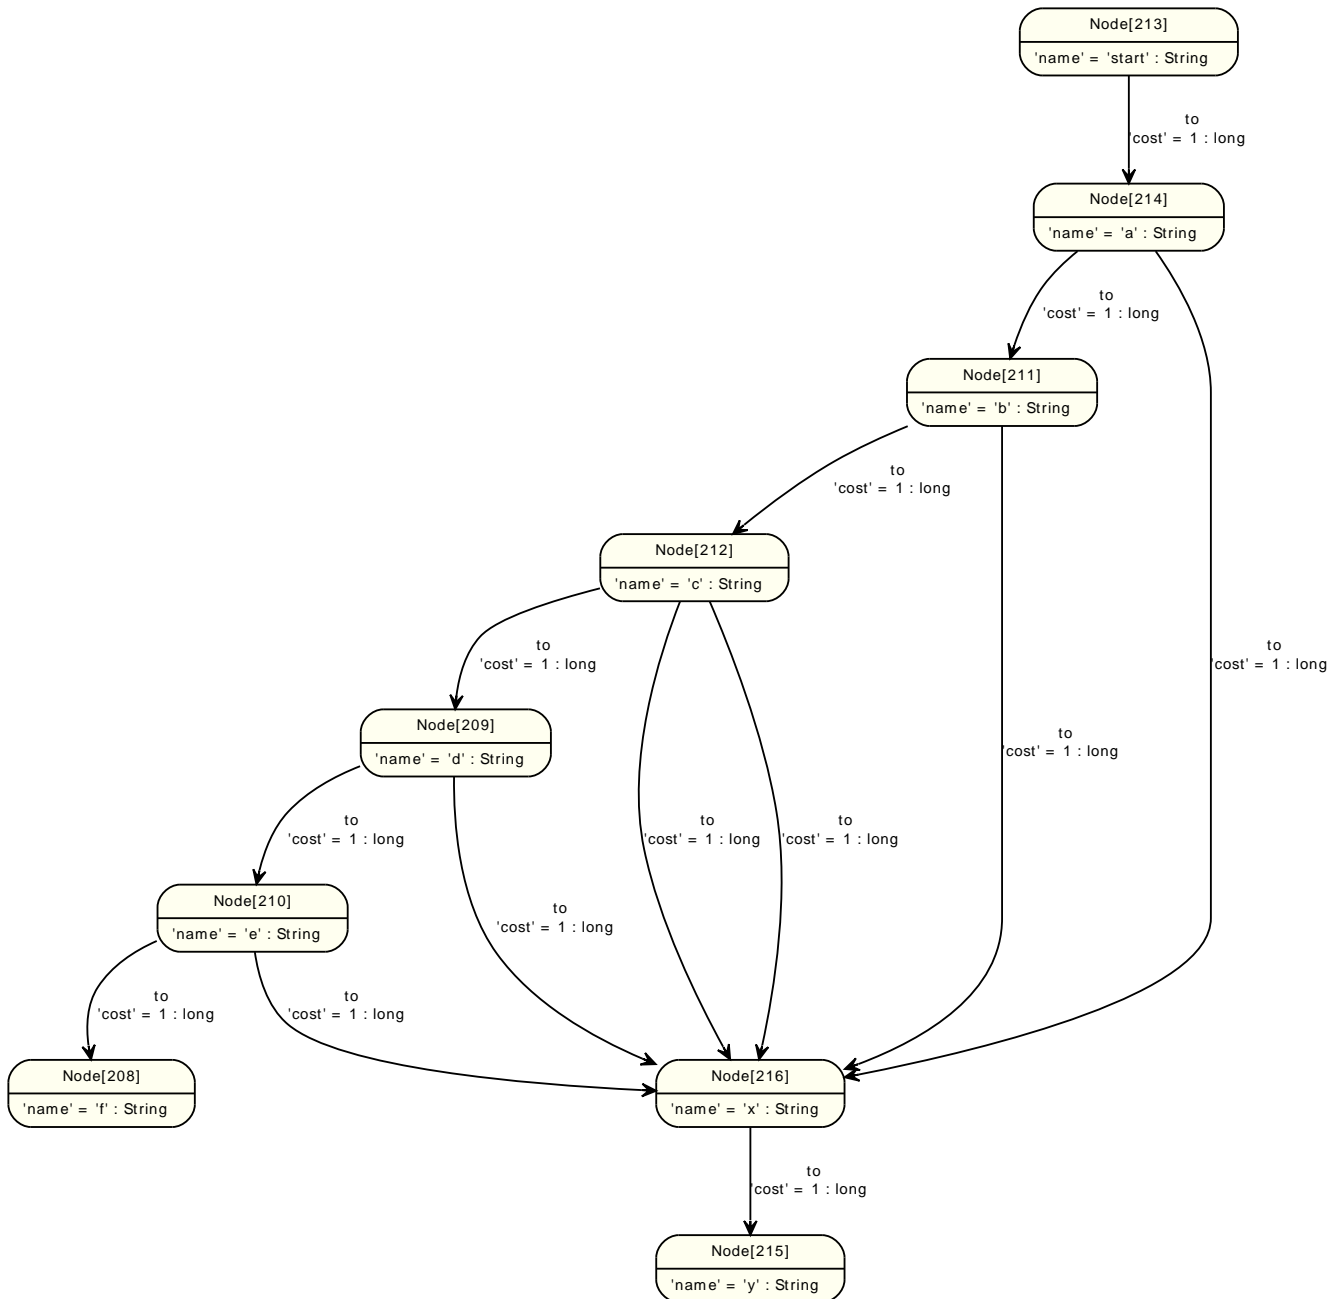 Node[213]
'name' = 'start' : String
to
'cost' = 1 : long
Node[214]
'name' = 'a' : String
to
'cost' = 1 : long
Node[211]
'name' = 'b' : String
to
'cost' = 1 : long
Node[212]
'name' = 'c' : String
to
'cost' = 1 : long
to
'cost' = 1 : long
Node[209]
'name' = 'd' : String
to
'cost' = 1 : long
to
'cost' = 1 : long
to
'cost' = 1 : long
to
'cost' = 1 : long
Node[210]
'name' = 'e' : String
to
'cost' = 1 : long
to
'cost' = 1 : long
to
'cost' = 1 : long
Node[208]
'name' = 'f' : String
Node[216]
'name' = 'x' : String
to
'cost' = 1 : long
Node[215]
'name' = 'y' : String